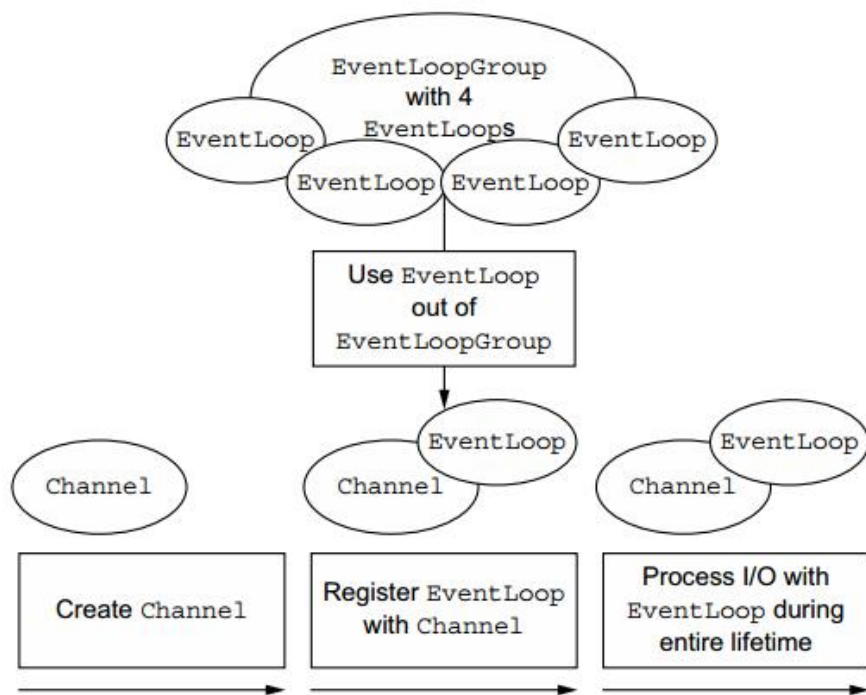 EventLoopGroup
with 4
EventLoops
EventLoop
EventLoop
EventLoop
EventLoop
Use EventLoop
out of
EventLoopGroup
EventLoop
EventLoop
Channel
Channel
Channel
Create Channel
Register EventLoop
with Channel
Process I/O with
EventLoop during
entire lifetime